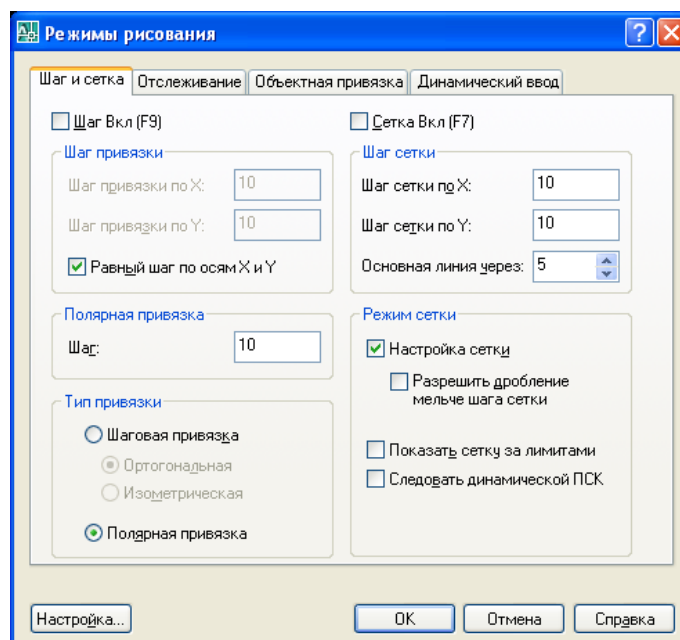 Режимы рисования
Шаг и сетка Отслеживание Объектная привязка Динамический ввод
Шаг Вкл (F9)
Сетка Вкл (F7)
Шаг привязки
Шаг привязки по X: 10
Шаг привязки по Y: 10
Равный шаг по осям X и Y
Шаг сетки
Шаг сетки по X: 10
Шаг сетки по Y: 10
Основная линия через: 5
Полярная привязка
Шаг: 10
Режим сетки
Настройка сетки
Разрешить дробление
мельче шага сетки
Показать сетку за лимитами
Следовать динамической ПСК
Тип привязки
Шаговая привязка
Ортогональная
Изометрическая
Полярная привязка
Настройка... OK Отмена Справка